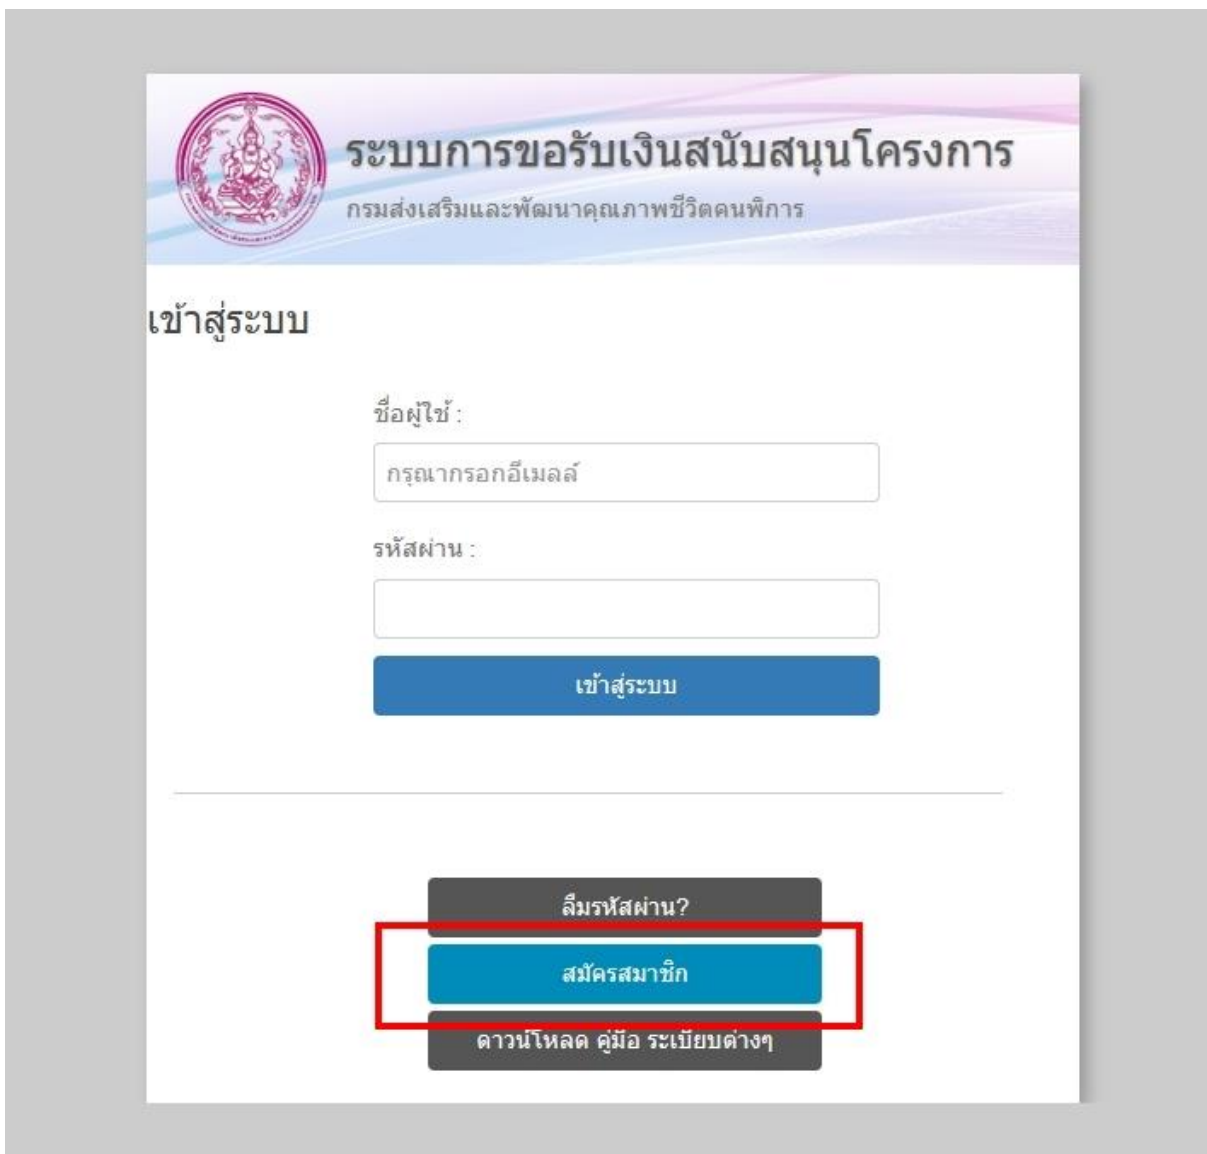 ระบบการขอรับเงินสนับสนุนโครงการ
กรมส่งเสริมและพัฒนาคุณภาพชีวิตคนพิการ
เข้าสู่ระบบ
ชื่อผู้ใช้ :
กรุณากรอกอีเมลล์
รหัสผ่าน :
เข้าสู่ระบบ
ลืมรหัสผ่าน?
สมัครสมาชิก
ดาวน์โหลด คู่มือ ระเบียบต่างๆ